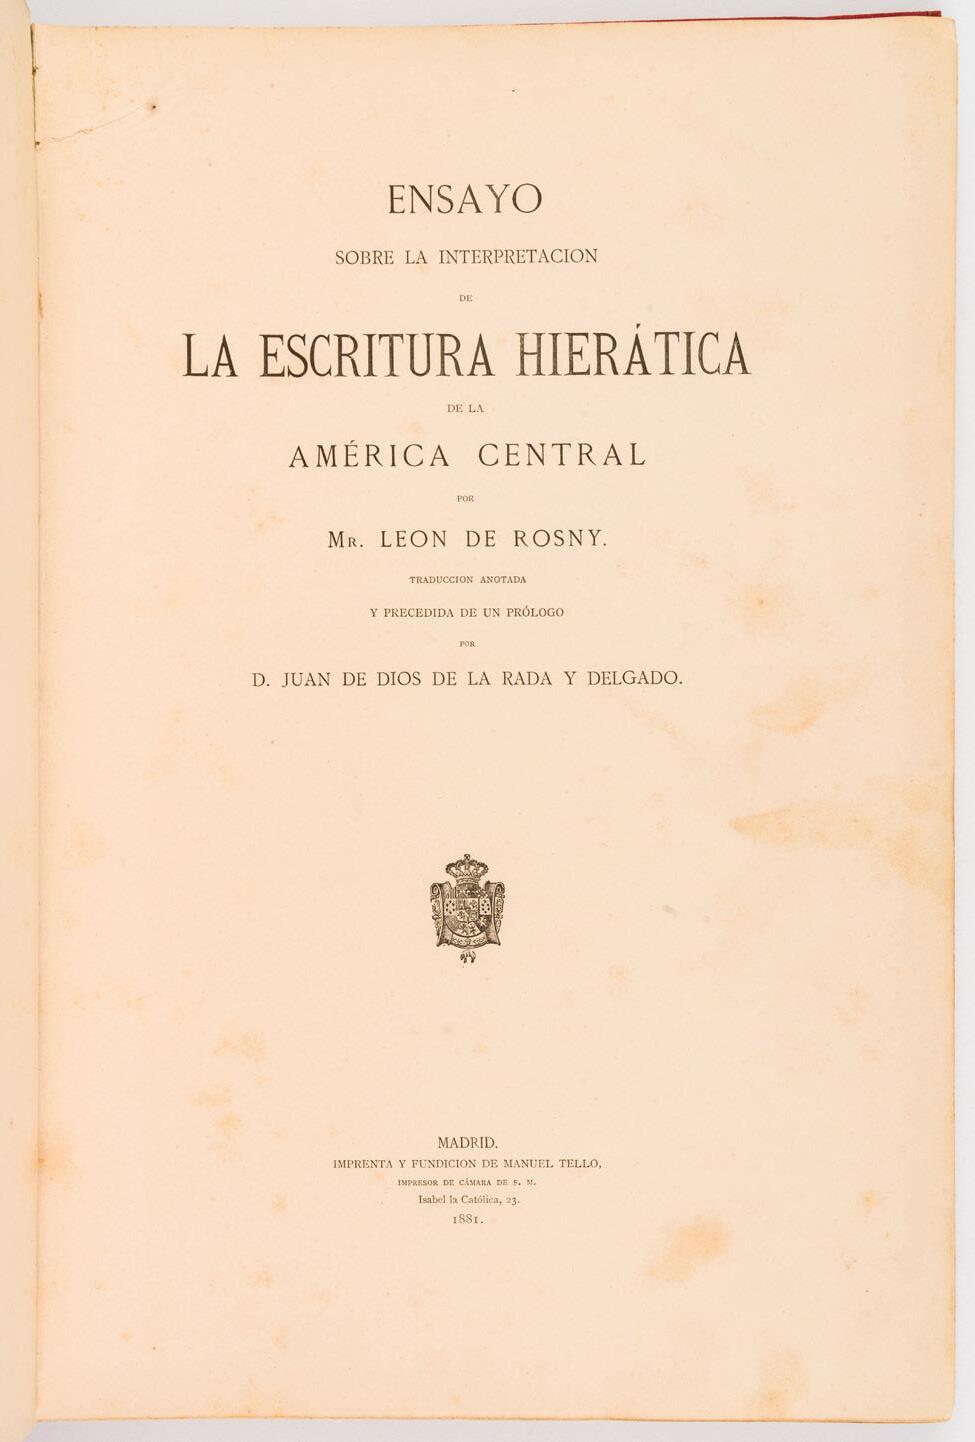 ENSAYO
SOBRE LA INTERPRETACION
DE
LA ESCRITURA HIERÁTICA
DE LA
AMÉRICA CENTRAL
POR
MR. LEON DE ROSNY.
TRADUCCION ANOTADA
Y PRECEDIDA DE UN PRÓLOGO
POR
D. JUAN DE DIOS DE LA RADA Y DELGADO.
MADRID.
IMPRENTA Y FUNDICION DE MANUEL TELLO,
IMPRESOR DE CÁMARA DE S. M.
Isabel la Católica, 23.
1881.